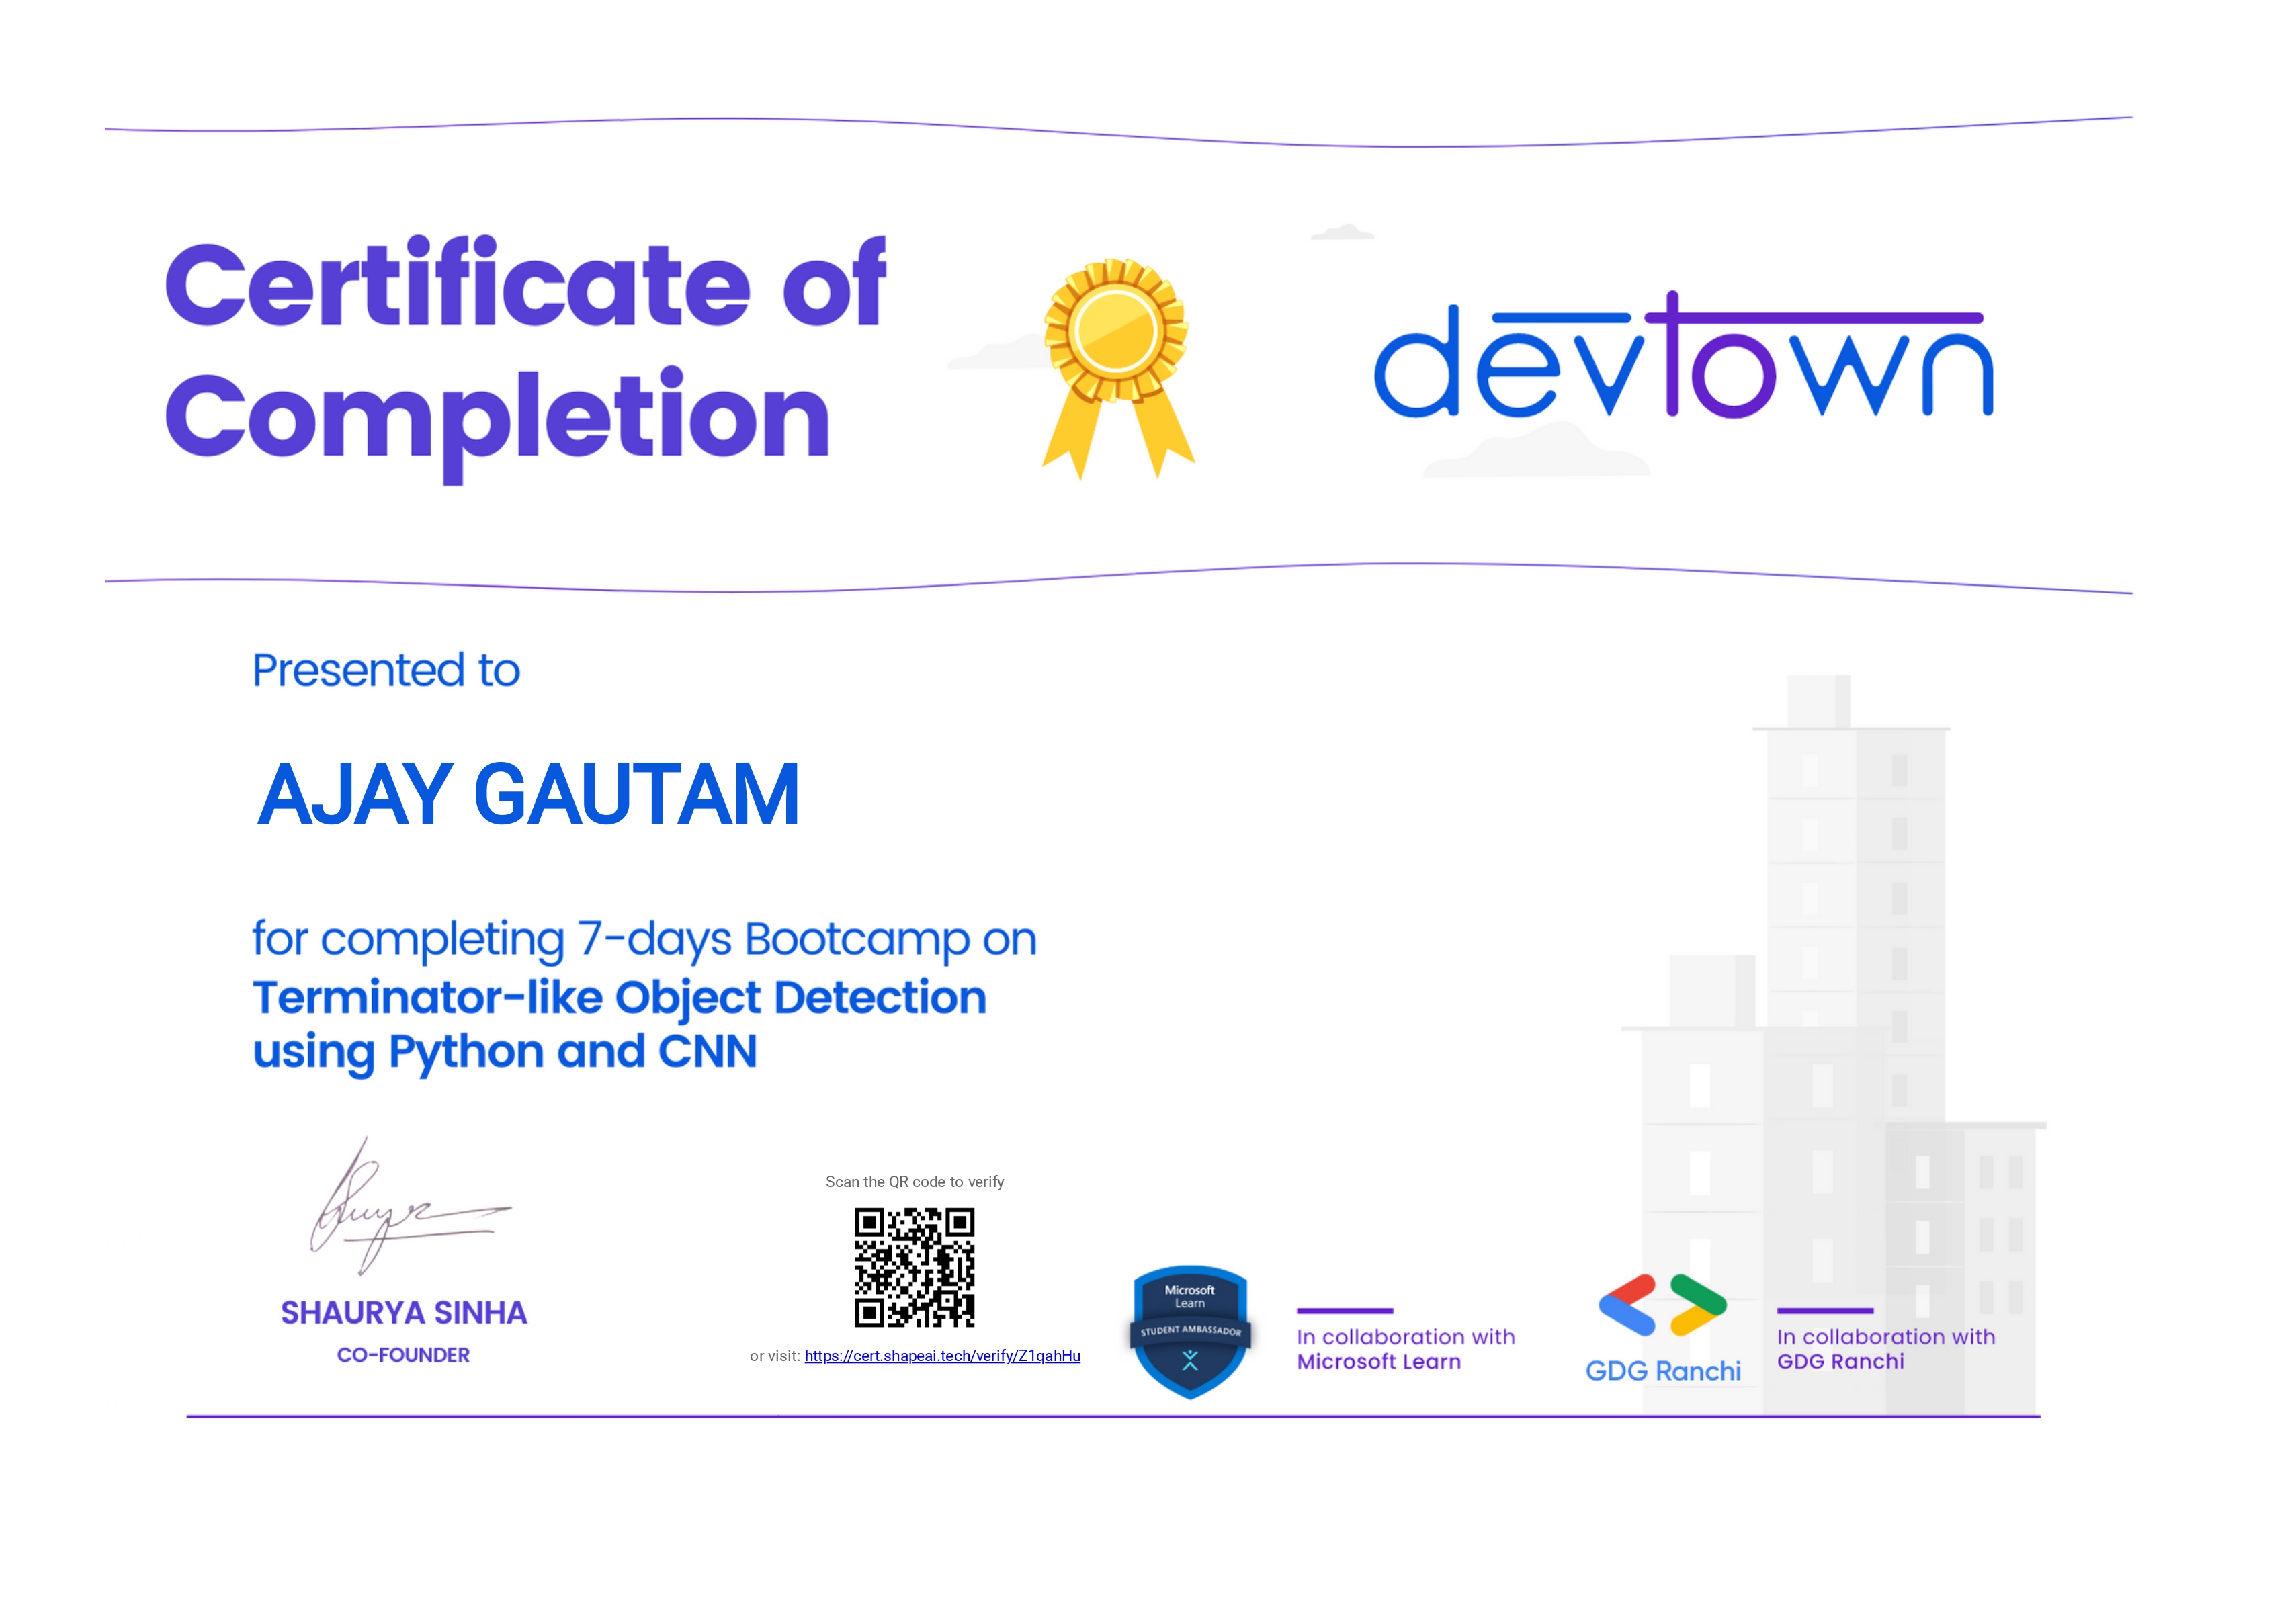 Certificate of
Completion
devtown
Presented to
AJAY GAUTAM
for completing 7-days Bootcamp on
Terminator-like Object Detection
using Python and CNN
SHAURYA SINHA
CO-FOUNDER
Scan the QR code to verify
or visit: https://cert.shapeai.tech/verify/Z1qahHu
Microsoft
Learn
STUDENT AMBASSADOR
In collaboration with
Microsoft Learn
GDG Ranchi
In collaboration with
GDG Ranchi